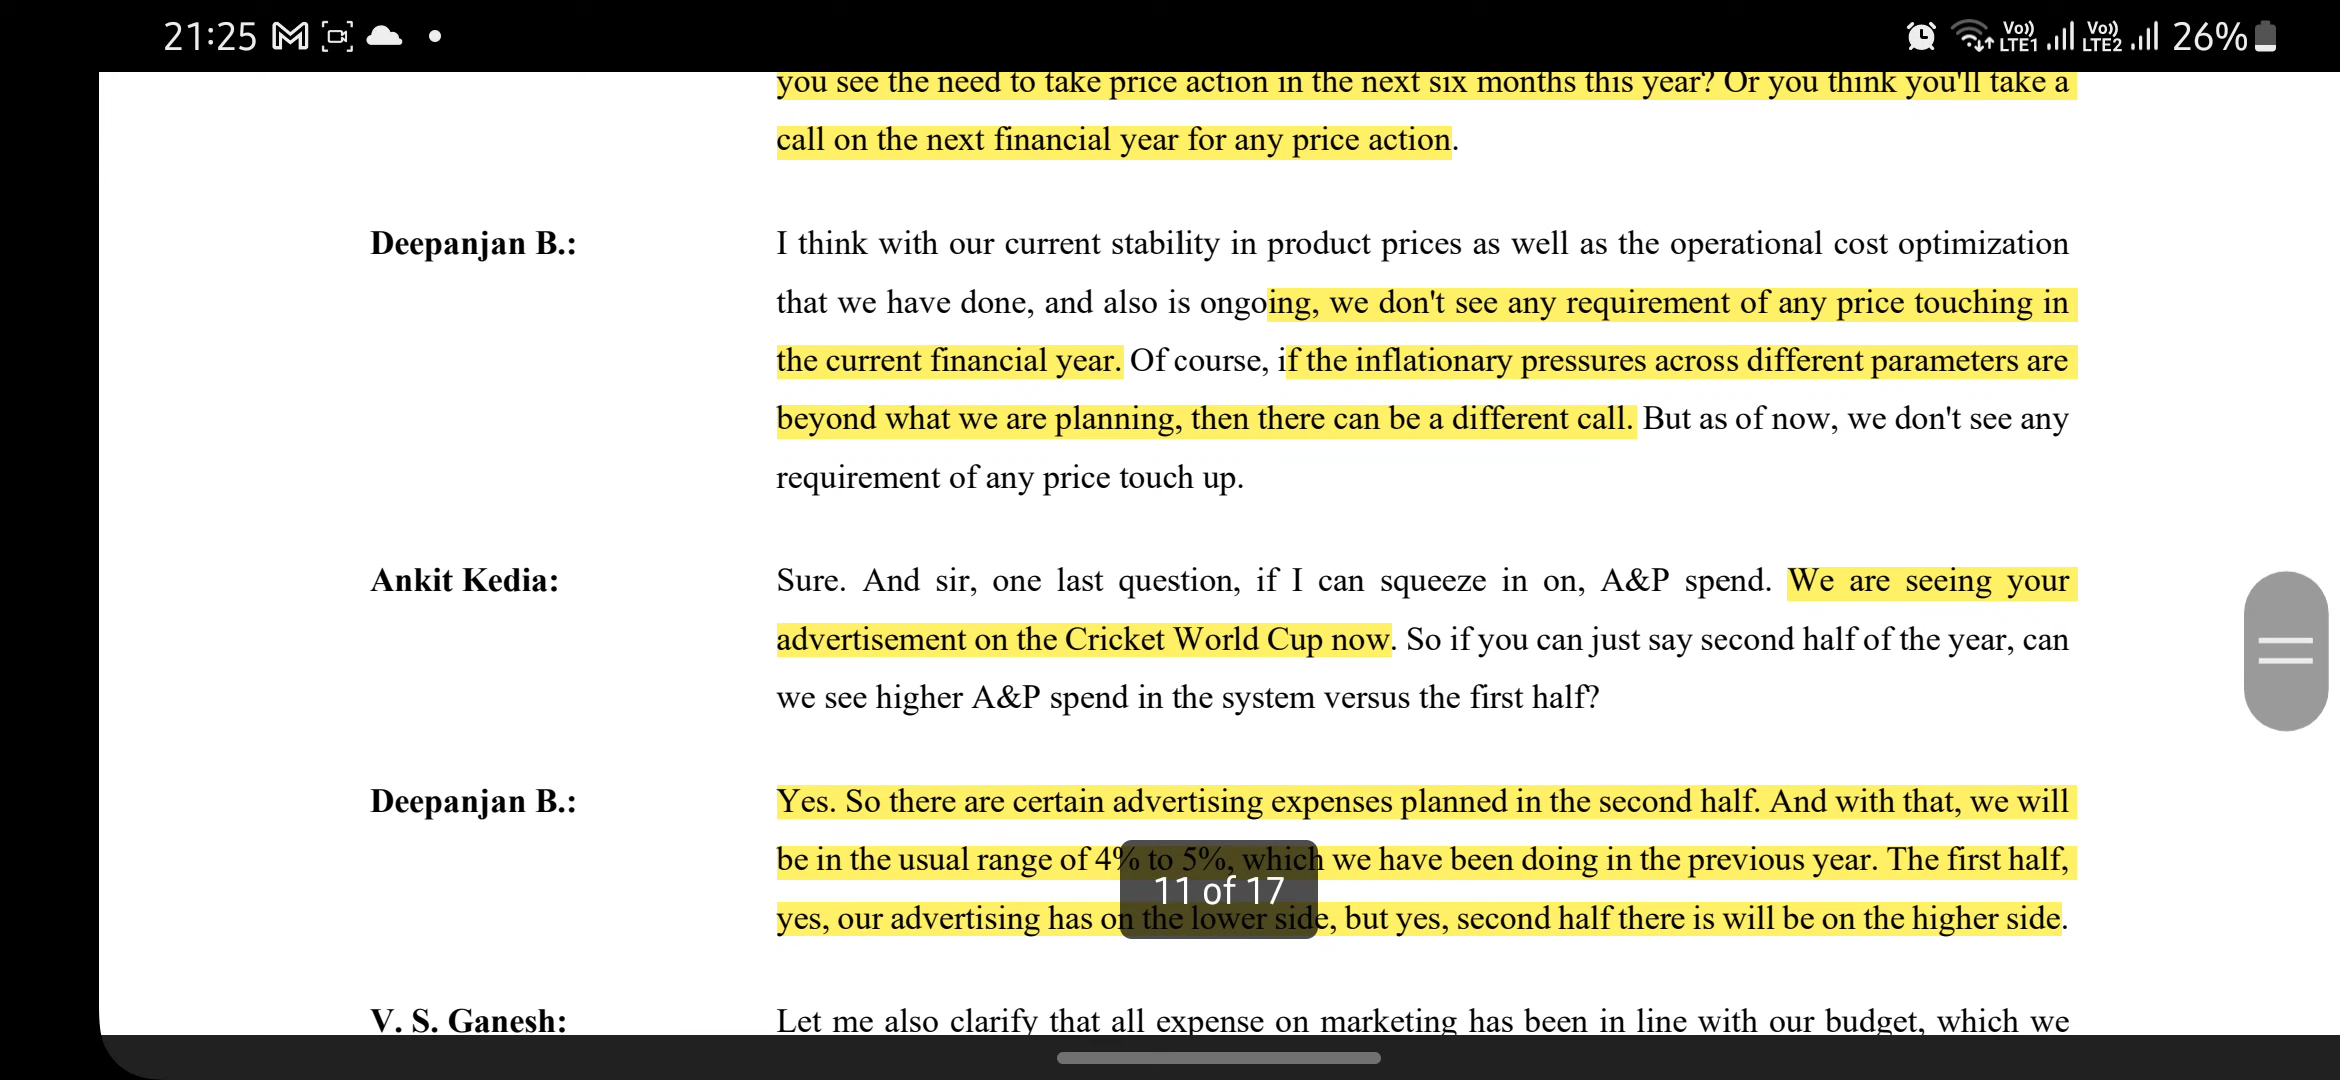 21:25 Vo)) LTE1 Vo)) LTE2 26%
you see the need to take price action in the next six months this year? Or you think you'll take a
call on the next financial year for any price action.
Deepanjan B.: I think with our current stability in product prices as well as the operational cost optimization
that we have done, and also is ongoing, we don't see any requirement of any price touching in
the current financial year. Of course, if the inflationary pressures across different parameters are
beyond what we are planning, then there can be a different call. But as of now, we don't see any
requirement of any price touch up.
Ankit Kedia: Sure. And sir, one last question, if I can squeeze in on, A&P spend. We are seeing your
advertisement on the Cricket World Cup now. So if you can just say second half of the year, can
we see higher A&P spend in the system versus the first half?
Deepanjan B.: Yes. So there are certain advertising expenses planned in the second half. And with that, we will
be in the usual range of 4% to 5%, which we have been doing in the previous year. The first half,
11 of 17
yes, our advertising has on the lower side, but yes, second half there is will be on the higher side.
V. S. Ganesh: Let me also clarify that all expense on marketing has been in line with our budget, which we